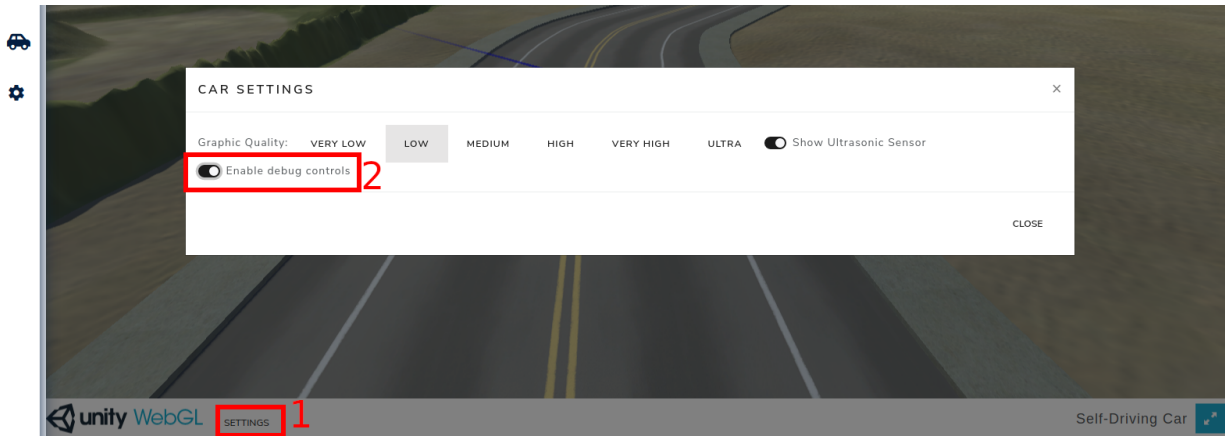 CAR SETTINGS ×
Graphic Quality: VERY LOW LOW MEDIUM HIGH VERY HIGH ULTRA Show Ultrasonic Sensor
Enable debug controls 2
CLOSE
unity WebGL SETTINGS 1 Self-Driving Car